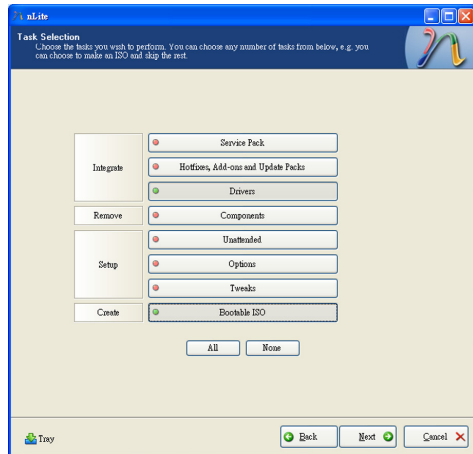 nLite
Task Selection
Choose the tasks you wish to perform. You can choose any number of tasks from below, e.g. you
can choose to make an ISO and skip the rest.
Integrate
Service Pack
Hotfixes, Add-ons and Update Packs
Drivers
Remove
Components
Setup
Unattended
Options
Tweaks
Create
Bootable ISO
All
None
Tray
Back
Next
Cancel